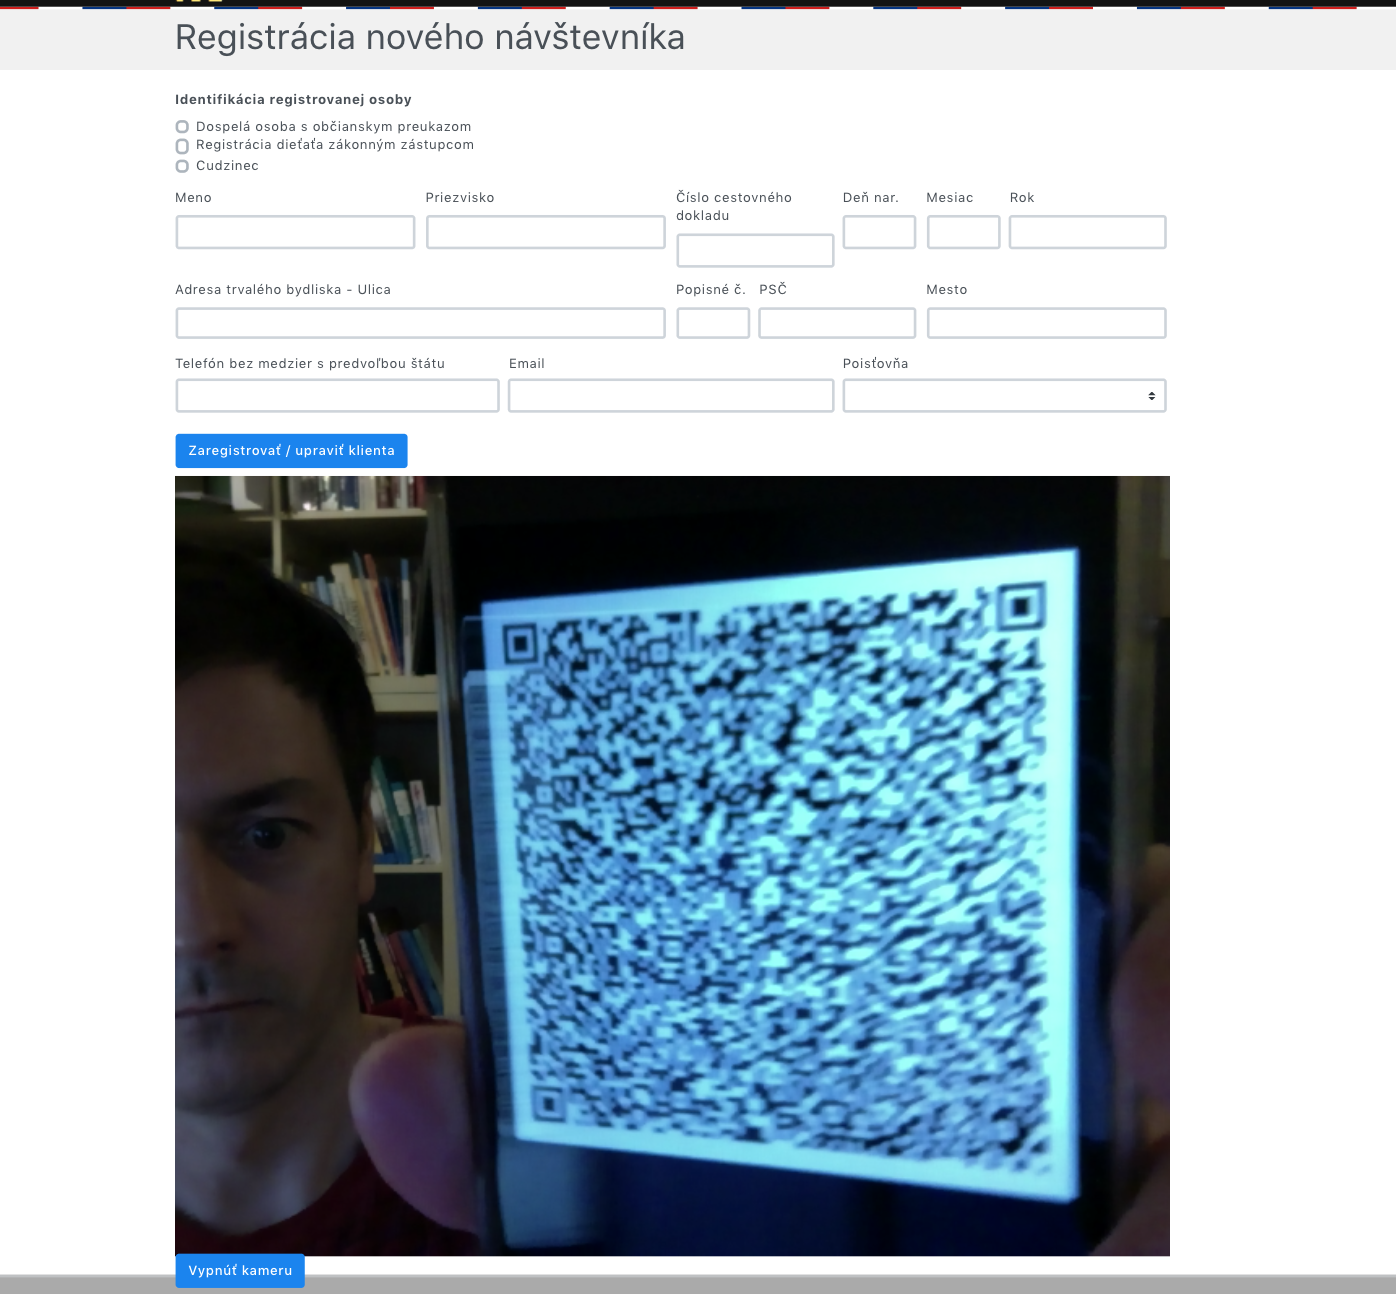 Registrácia nového návštevníka
Identifikácia registrovanej osoby
Dospelá osoba s občianskym preukazom
Registrácia dieťaťa zákonným zástupcom
Cudzinec
Meno
Priezvisko
Číslo cestovného
dokladu
Deň nar.
Mesiac
Rok
Adresa trvalého bydliska - Ulica
Popisné č.
PSČ
Mesto
Telefón bez medzier s predvoľbou štátu
Email
Poisťovňa
Zaregistrovať / upraviť klienta
Vypnúť kameru